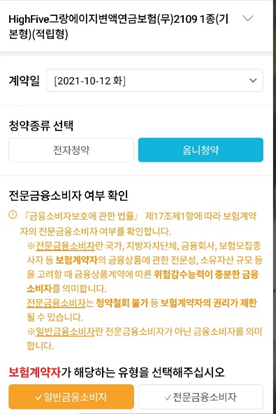 HighFive그랑에이지변액연금보험(무)2109 1종(기
본형)(적립형)
계약일 [2021-10-12 화]
청약종류 선택
전자청약 옴니청약
전문금융소비자 여부 확인
『금융소비자보호에 관한 법률』 제17조제1항에 따라 보험계약
자의 전문금융소비자 여부를 확인합니다.
※전문금융소비자란 국가, 지방자치단체, 금융회사, 보험모집종
사자 등 보험계약자의 금융상품에 관한 전문성, 소유자산 규모 등
을 고려할 때 금융상품계약에 따른 위험감수능력이 충분한 금융
소비자를 의미합니다.
전문금융소비자는 청약철회 불가 등 보험계약자의 권리가 제한
될 수 있습니다.
※일반금융소비자란 전문금융소비자가 아닌 금융소비자를 의미
합니다.
보험계약자가 해당하는 유형을 선택해주십시오
일반금융소비자 전문금융소비자